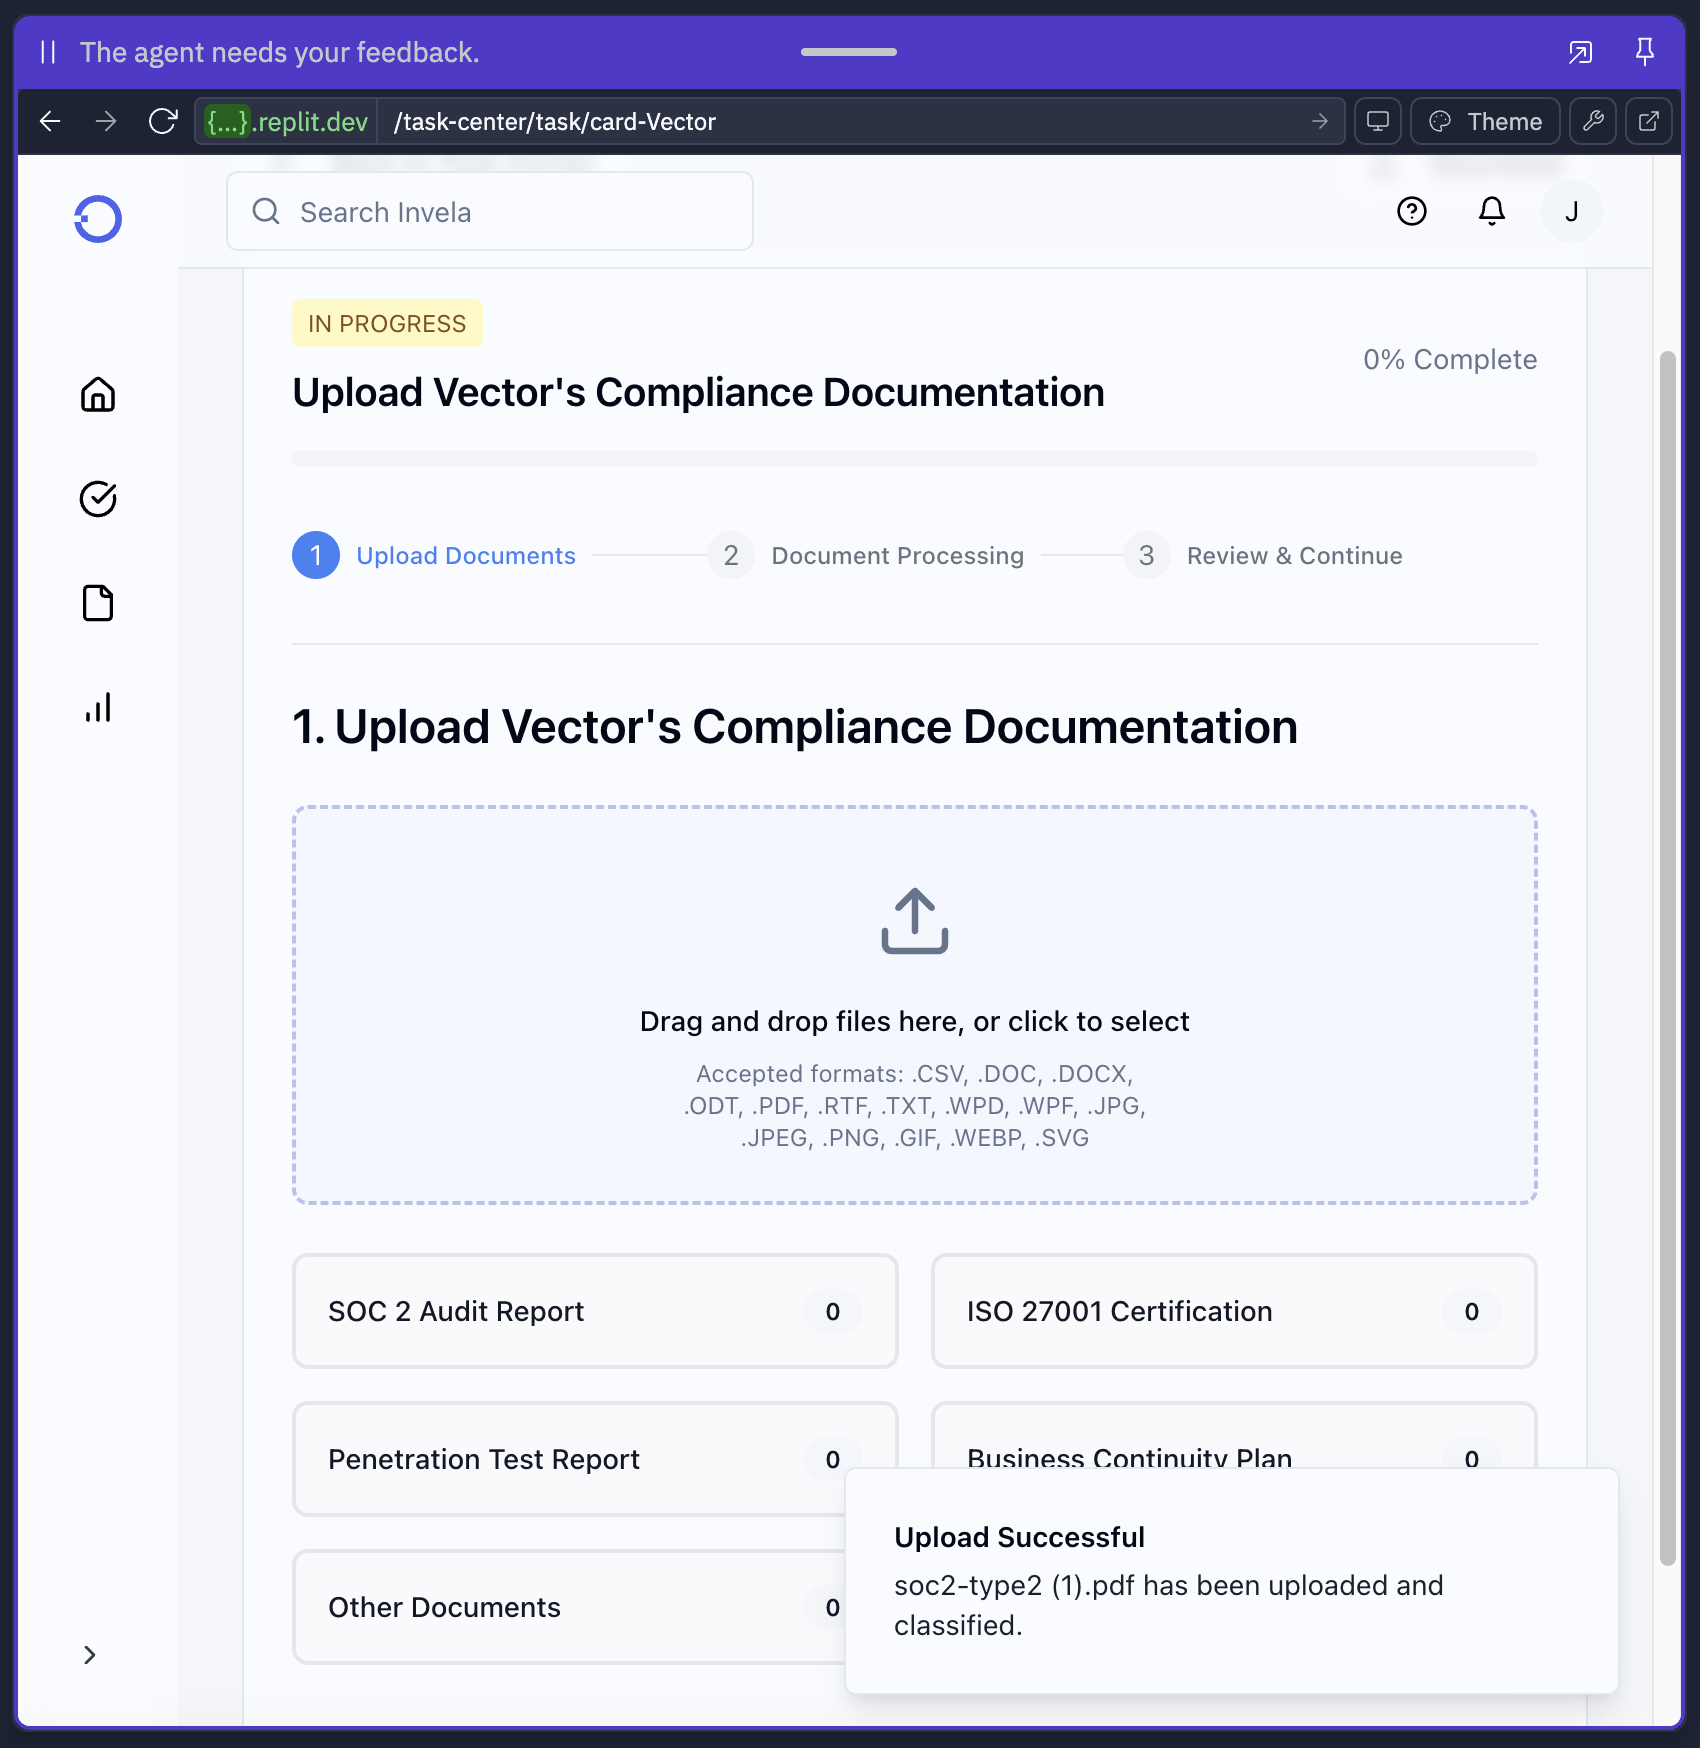 The agent needs your feedback.
{...}.replit.dev /task-center/task/card-Vector
Theme
Search Invela
J
IN PROGRESS
0% Complete
Upload Vector's Compliance Documentation
1 Upload Documents
2 Document Processing
3 Review & Continue
1. Upload Vector's Compliance Documentation
Drag and drop files here, or click to select
Accepted formats: .CSV, .DOC, .DOCX,
.ODT, .PDF, .RTF, .TXT, .WPD, .WPF, .JPG,
.JPEG, .PNG, .GIF, .WEBP, .SVG
SOC 2 Audit Report 0
ISO 27001 Certification 0
Penetration Test Report 0
Business Continuity Plan 0
Other Documents 0
Upload Successful
soc2-type2 (1).pdf has been uploaded and
classified.